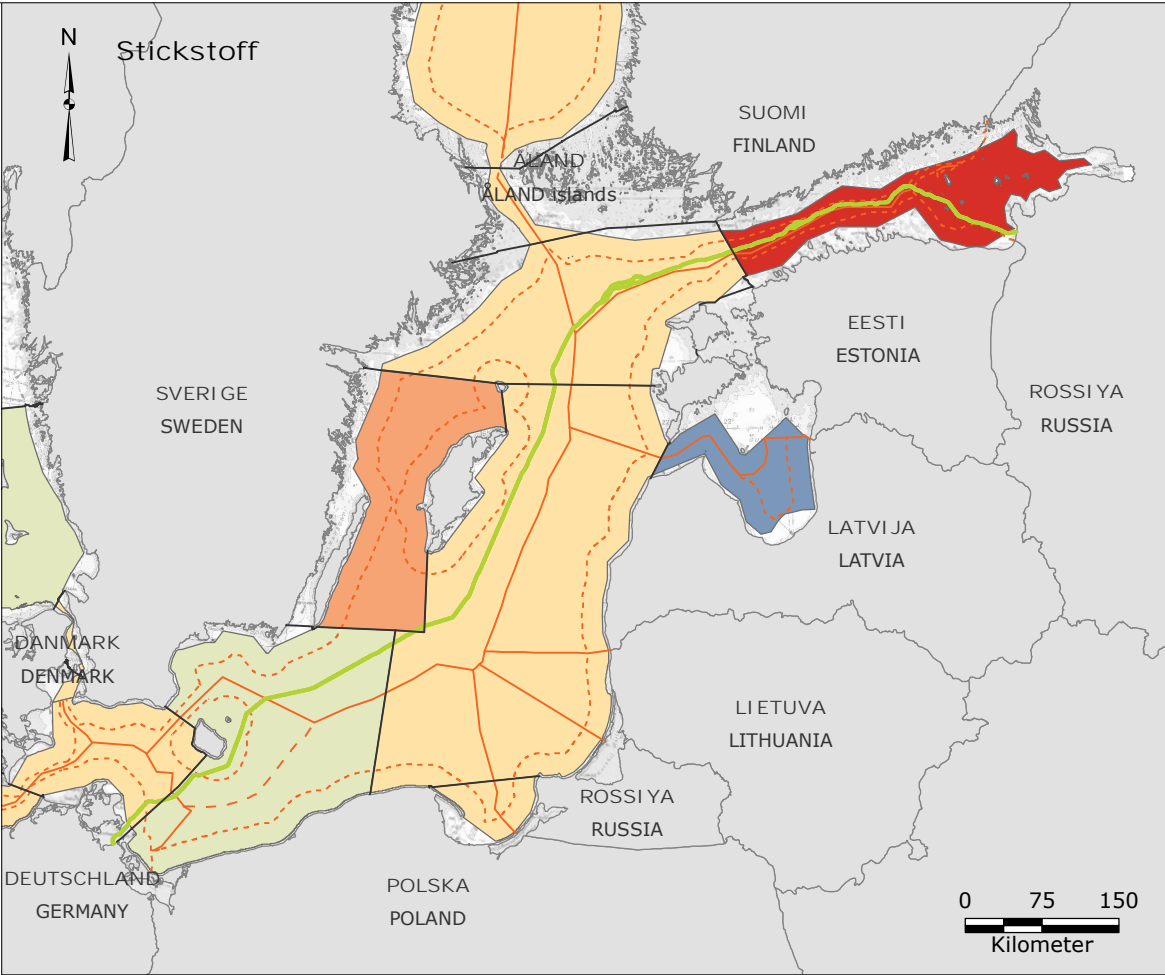 N
Stickstoff
SUOMI
FINLAND
ÅLAND
ÅLAND islands
EESTI
ESTONIA
SVERIGE
SWEDEN
ROSSIYA
RUSSIA
LATVIJA
LATVIA
DANMARK
DENMARK
LIETUVA
LITHUANIA
ROSSIYA
RUSSIA
DEUTSCHLAND
GERMANY
POLSKA
POLAND
0 75 150
Kilometer